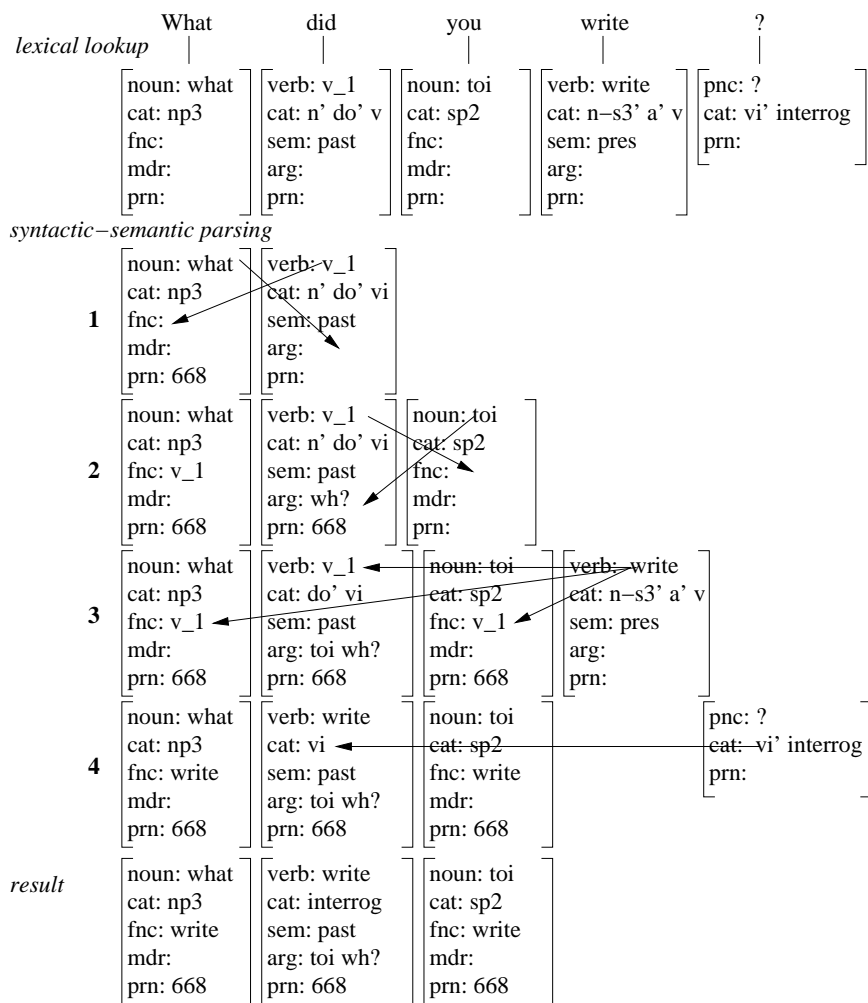 What did you write ?
lexical lookup
noun: what verb: v_1 noun: toi verb: write pnc: ?
cat: np3 cat: n' do' v cat: sp2 cat: n−s3' a' v cat: vi' interrog
fnc: sem: past fnc: sem: pres prn:
mdr: arg: mdr: arg:
prn: prn: prn: prn:
syntactic−semantic parsing
noun: what verb: v_1
cat: np3 cat: n' do' vi
1 fnc: sem: past
mdr: arg:
prn: 668 prn:
noun: what verb: v_1 noun: toi
cat: np3 cat: n' do' vi cat: sp2
2 fnc: v_1 sem: past fnc:
mdr: arg: wh? mdr:
prn: 668 prn: 668 prn:
noun: what verb: v_1 noun: toi verb: write
cat: np3 cat: do' vi cat: sp2 cat: n−s3' a' v
3 fnc: v_1 sem: past fnc: v_1 sem: pres
mdr: arg: toi wh? mdr: arg:
prn: 668 prn: 668 prn: 668 prn:
noun: what verb: write noun: toi pnc: ?
cat: np3 cat: vi cat: sp2 cat: vi' interrog
4 fnc: write sem: past fnc: write prn:
mdr: arg: toi wh? mdr:
prn: 668 prn: 668 prn: 668
noun: what verb: write noun: toi
result cat: np3 cat: interrog cat: sp2
fnc: write sem: past fnc: write
mdr: arg: toi wh? mdr:
prn: 668 prn: 668 prn: 668